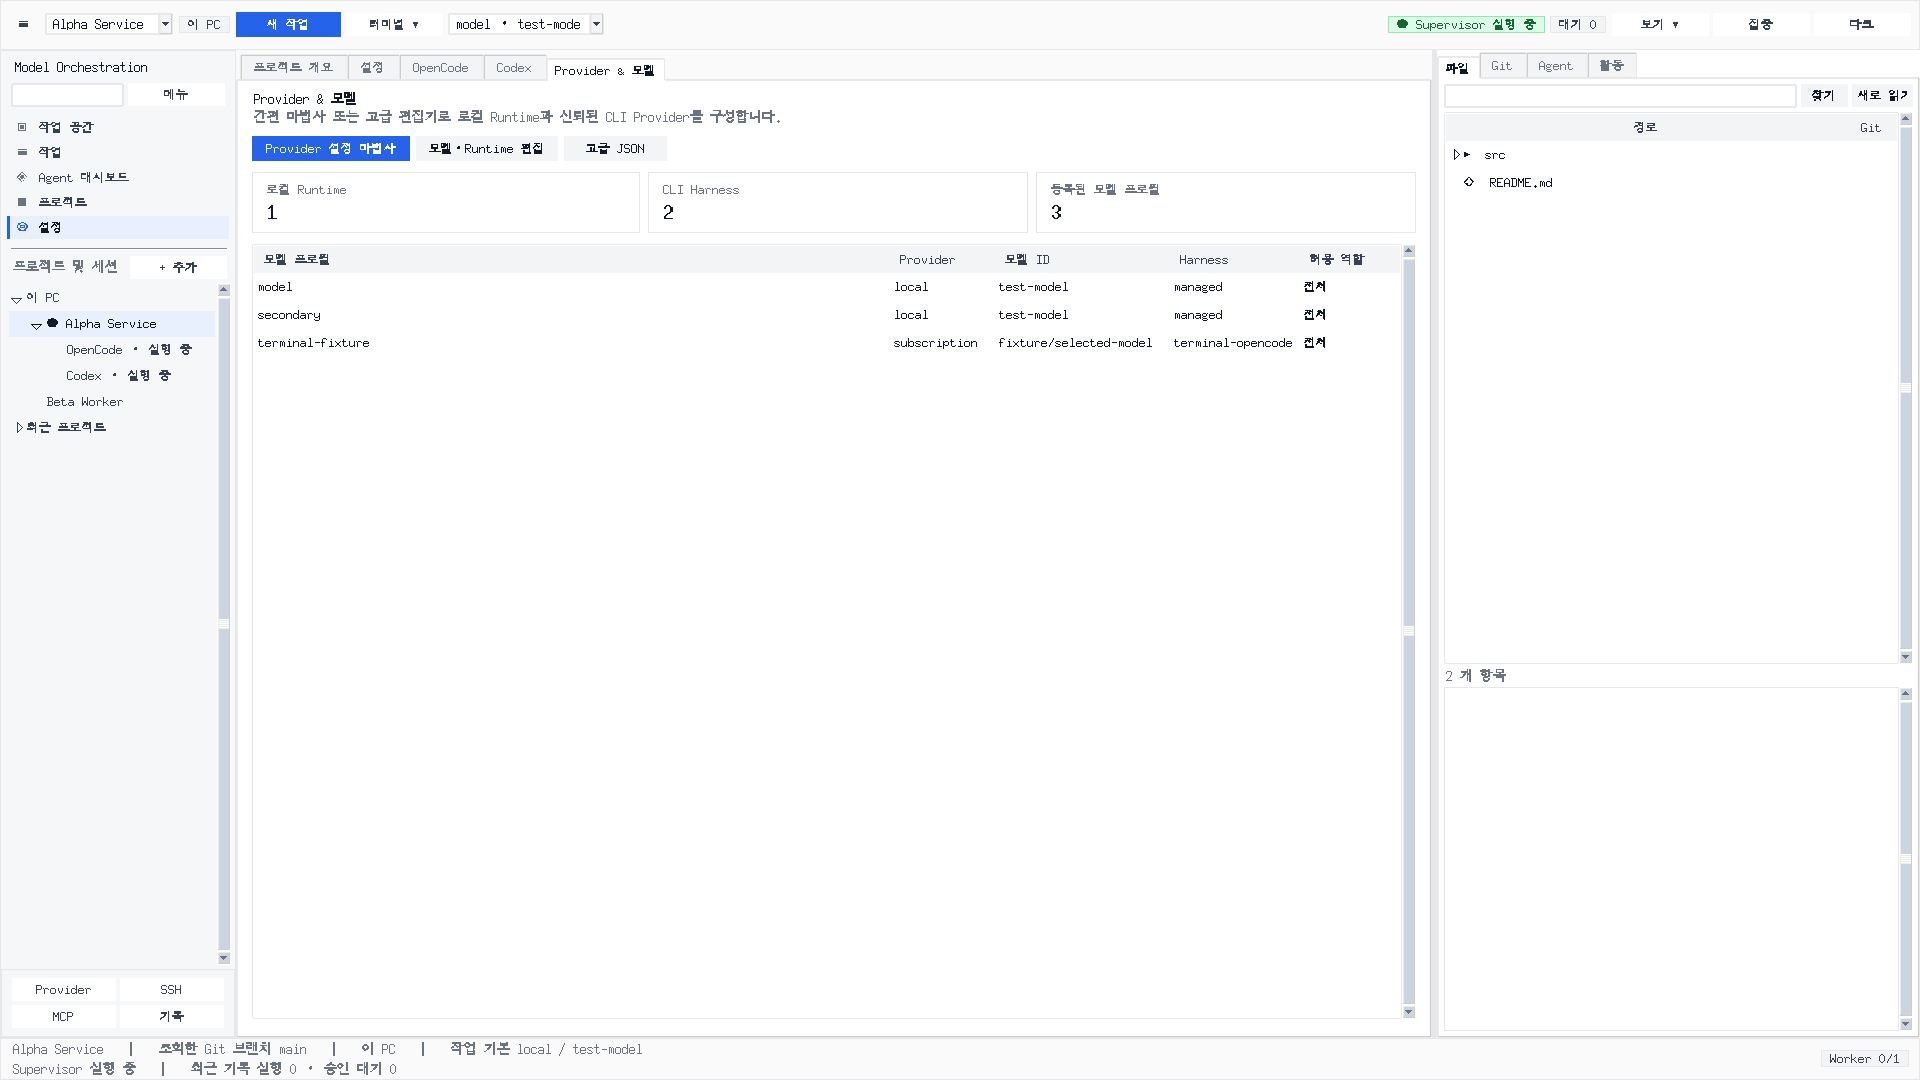 Alpha Service
이 PC
새 작업
터미널 ▾
model · test-mode
Supervisor 실행 중
대기 0
보기 ▾
집중
다크
Model Orchestration
메뉴
작업 공간
작업
Agent 대시보드
프로젝트
설정
프로젝트 및 세션
+ 추가
이 PC
Alpha Service
OpenCode · 실행 중
Codex · 실행 중
Beta Worker
최근 프로젝트
Provider
SSH
MCP
기록
프로젝트 개요
설정
OpenCode
Codex
Provider & 모델
Provider & 모델
간편 마법사 또는 고급 편집기로 로컬 Runtime과 신뢰된 CLI Provider를 구성합니다.
Provider 설정 마법사
모델·Runtime 편집
고급 JSON
로컬 Runtime
1
CLI Harness
2
등록된 모델 프로필
3
모델 프로필 Provider 모델 ID Harness 허용 역할
model local test-model managed 전체
secondary local test-model managed 전체
terminal-fixture subscription fixture/selected-model terminal-opencode 전체
파일
Git
Agent
활동
찾기
새로 읽기
경로 Git
src
README.md
2 개 항목
Alpha Service | 조회한 Git 브랜치 main | 이 PC | 작업 기본 local / test-model
Supervisor 실행 중 | 최근 기록 실행 0 · 승인 대기 0
Worker 0/1